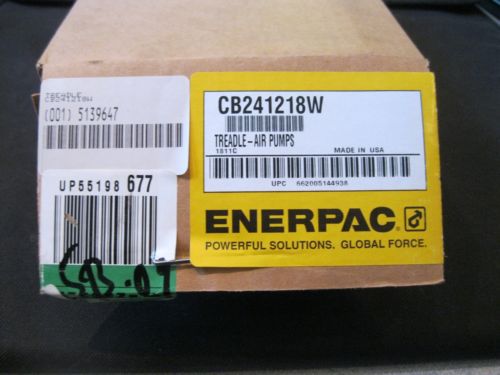 (001) 5139647
UP55198 677
CB241218W
TREADLE-AIR PUMPS
1811C MADE IN USA
UPC 662005144938
ENERPAC
POWERFUL SOLUTIONS. GLOBAL FORCE.